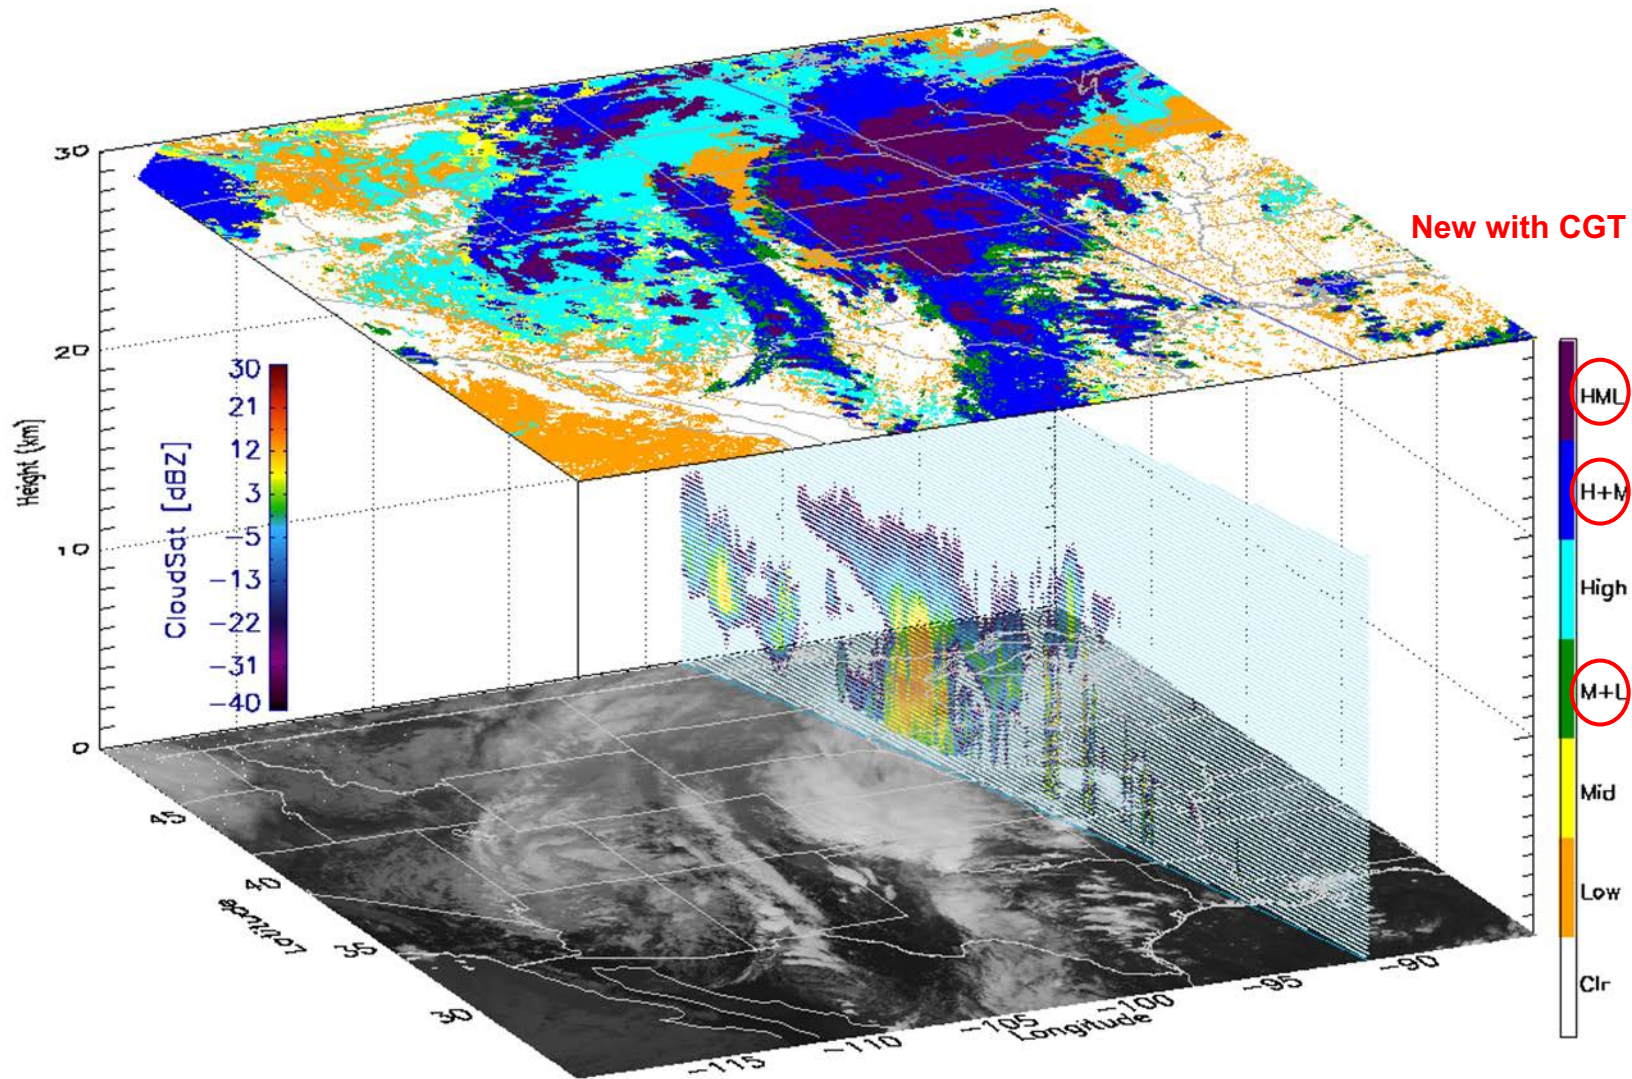 New with CGT
30
20
10
0
Height (km)
CloudSat [dBZ]
30
21
12
3
-5
-13
-22
-31
-40
HML
H+M
High
M+L
Mid
Low
Clr
45
40
35
30
Latitude
-115
-110
-105
-100
-95
-90
Longitude